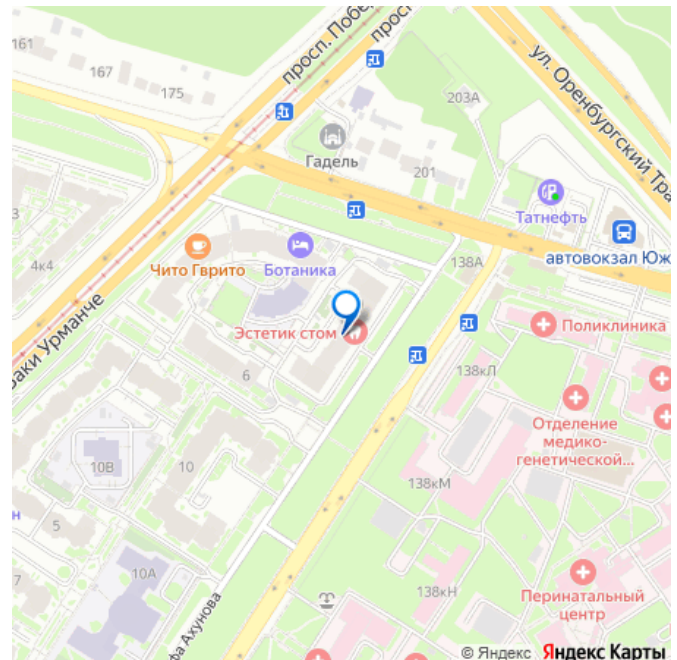 161
167
175
просп. Побе
прос
203А
ул. Оренбургский Тра
Гадель
201
Татнефть
автовокзал Юж
3
4к4
Чито Гврито
Ботаника
138А
Эстетик стом
Поликлиника
раки Урманче
6
138кЛ
Отделение
медико-
генетической...
10В
10
138кМ
н
5
7
10А
138кН
Перинатальный
центр
фа Ахунова
© Яндекс Яндекс Карты